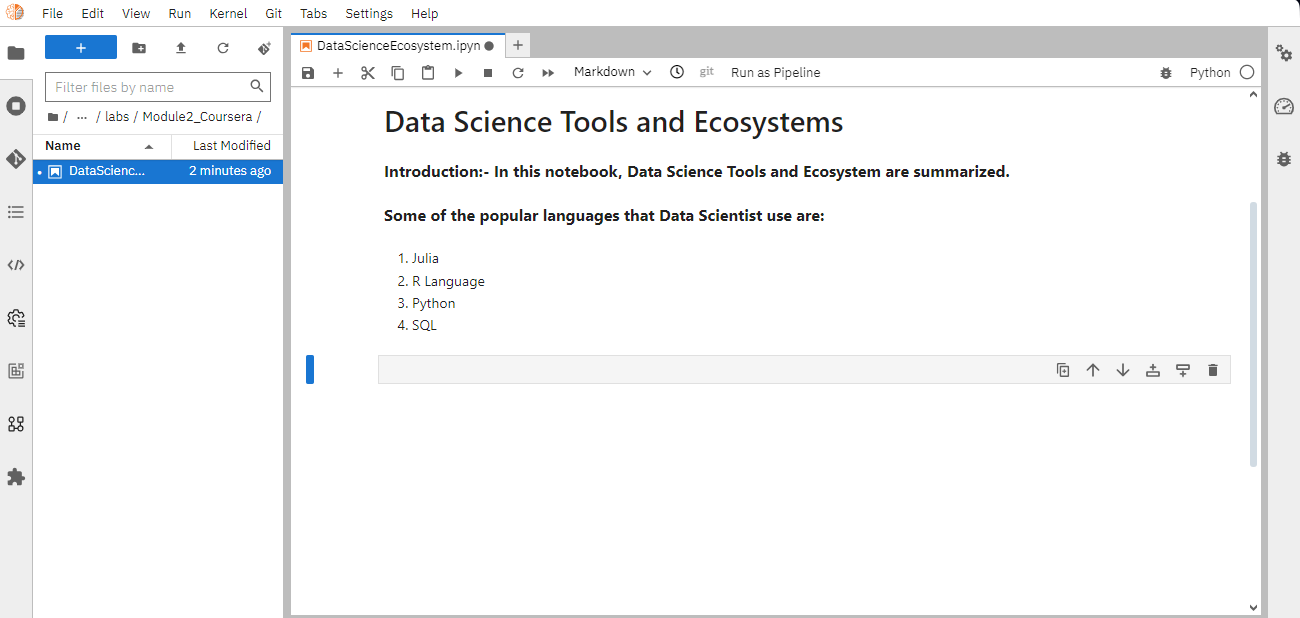 File Edit View Run Kernel Git Tabs Settings Help
Filter files by name
/ ... / labs / Module2_Coursera /
Name Last Modified
DataScienc... 2 minutes ago
DataScienceEcosystem.ipyn
Markdown git Run as Pipeline Python
Data Science Tools and Ecosystems
Introduction:- In this notebook, Data Science Tools and Ecosystem are summarized.
Some of the popular languages that Data Scientist use are:
1. Julia
2. R Language
3. Python
4. SQL